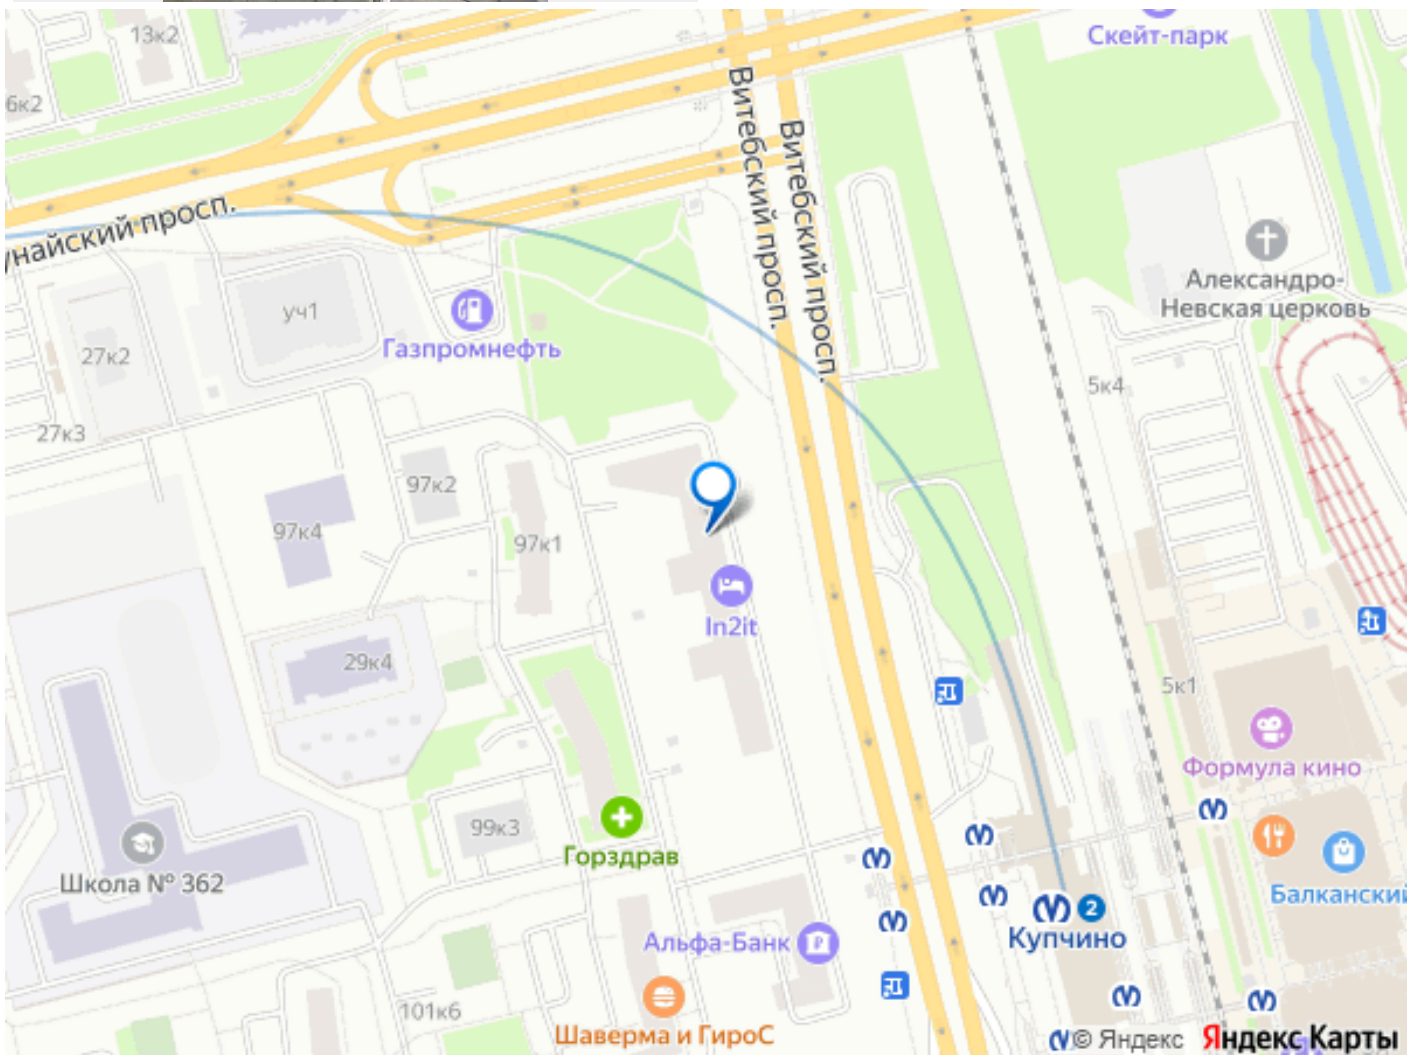 13к2
Скейт-парк
6к2
Витебский просп.
Витебский просп.
унайский просп.
Александро-
Невская церковь
уч1
Газпромнефть
27к2
5к4
27к3
97к2
97к4
97к1
In2it
29к4
5к1
Формула кино
99к3
Горздрав
Школа № 362
Балканский
2
Купчино
Альфа-Банк
101к6
Шаверма и ГироС
© Яндекс Яндекс Карты